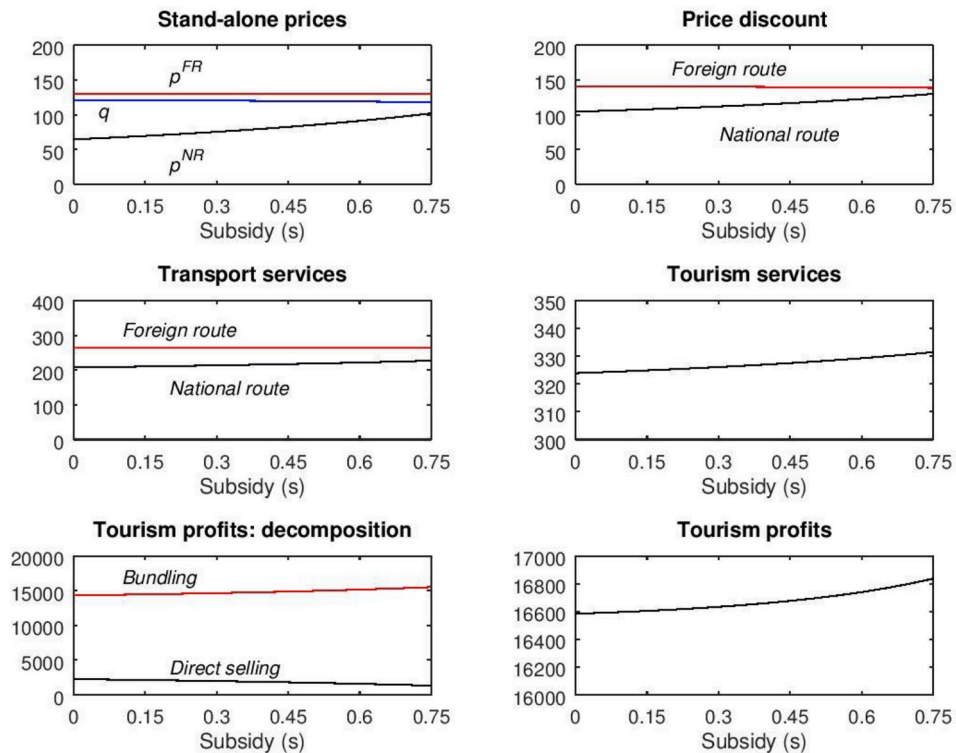 Stand-alone prices
200
150
100
50
0
p^FR
q
p^NR
0 0.15 0.3 0.45 0.6 0.75
Subsidy (s)
Price discount
200
150
100
50
0
Foreign route
National route
0 0.15 0.3 0.45 0.6 0.75
Subsidy (s)
Transport services
400
300
200
100
0
Foreign route
National route
0 0.15 0.3 0.45 0.6 0.75
Subsidy (s)
Tourism services
350
340
330
320
310
300
0 0.15 0.3 0.45 0.6 0.75
Subsidy (s)
Tourism profits: decomposition
20000
15000
10000
5000
0
Bundling
Direct selling
0 0.15 0.3 0.45 0.6 0.75
Subsidy (s)
Tourism profits
17000
16800
16600
16400
16200
16000
0 0.15 0.3 0.45 0.6 0.75
Subsidy (s)